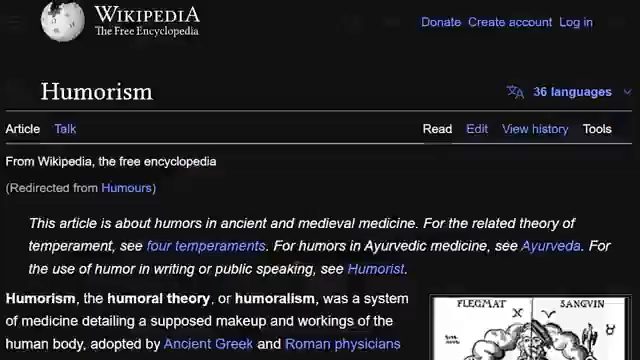 WIKIPEDIA
The Free Encyclopedia
Donate Create account Log in
Humorism
36 languages
Article Talk Read Edit View history Tools
From Wikipedia, the free encyclopedia
(Redirected from Humours)
This article is about humors in ancient and medieval medicine. For the related theory of
temperament, see four temperaments. For humors in Ayurvedic medicine, see Ayurveda. For
the use of humor in writing or public speaking, see Humorist.
Humorism, the humoral theory, or humoralism, was a system
of medicine detailing a supposed makeup and workings of the
human body, adopted by Ancient Greek and Roman physicians
FLEGMAT SANGVIN